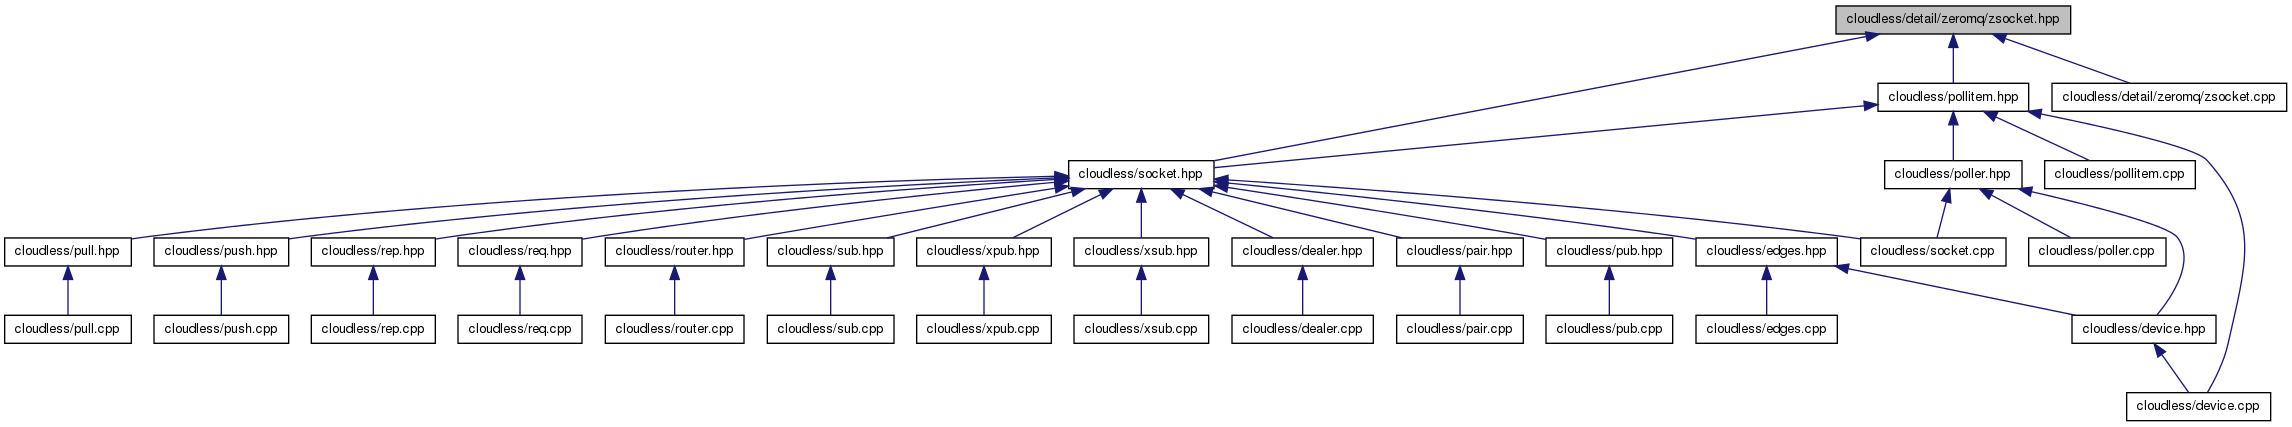 cloudless/detail/zeromq/zsocket.hpp
cloudless/pollitem.hpp
cloudless/detail/zeromq/zsocket.cpp
cloudless/socket.hpp
cloudless/poller.hpp
cloudless/pollitem.cpp
cloudless/pull.hpp
cloudless/push.hpp
cloudless/rep.hpp
cloudless/req.hpp
cloudless/router.hpp
cloudless/sub.hpp
cloudless/xpub.hpp
cloudless/xsub.hpp
cloudless/dealer.hpp
cloudless/pair.hpp
cloudless/pub.hpp
cloudless/edges.hpp
cloudless/socket.cpp
cloudless/poller.cpp
cloudless/pull.cpp
cloudless/push.cpp
cloudless/rep.cpp
cloudless/req.cpp
cloudless/router.cpp
cloudless/sub.cpp
cloudless/xpub.cpp
cloudless/xsub.cpp
cloudless/dealer.cpp
cloudless/pair.cpp
cloudless/pub.cpp
cloudless/edges.cpp
cloudless/device.hpp
cloudless/device.cpp